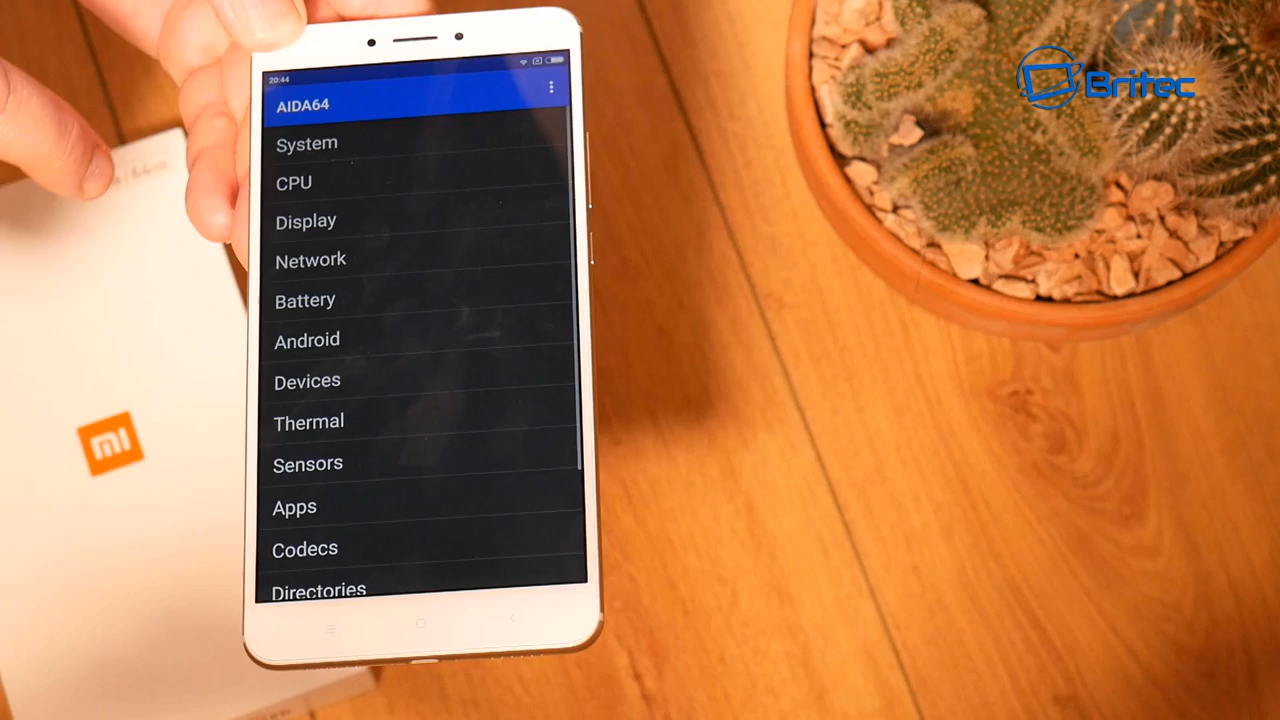 Britec
20:44
AIDA64
System
CPU
Display
Network
Battery
Android
Devices
Thermal
Sensors
Apps
Codecs
Directories
mi